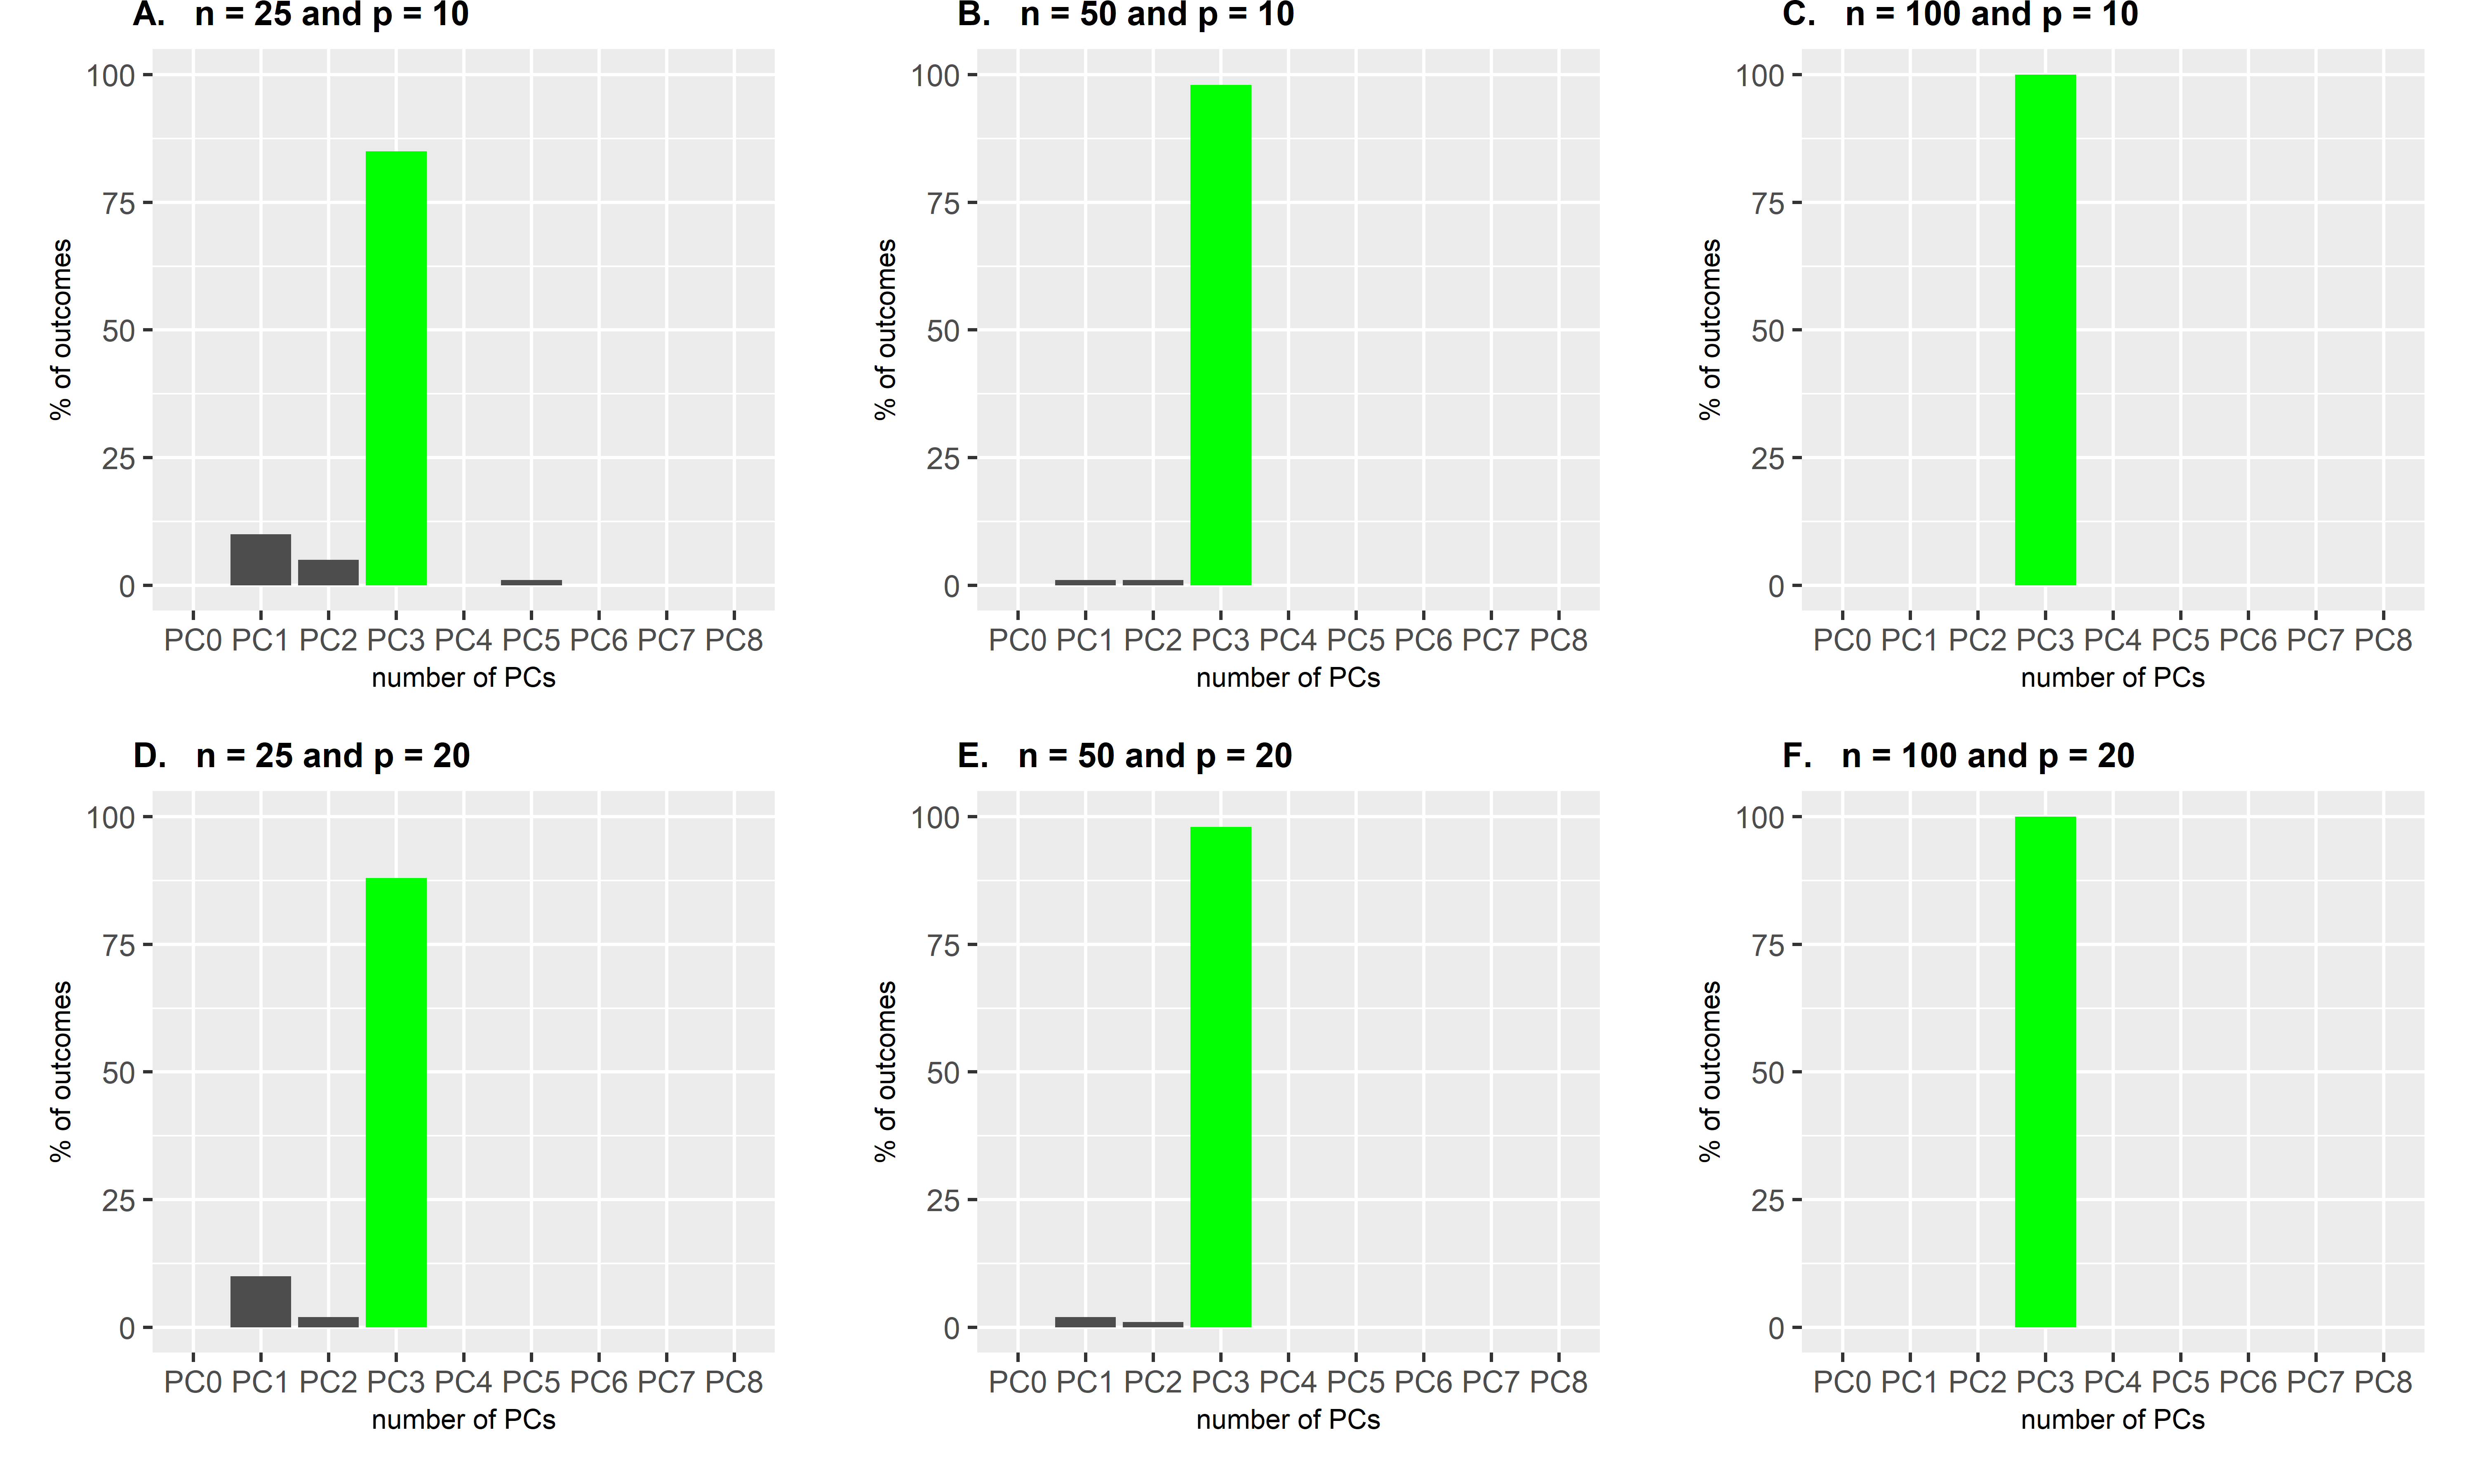 A. n = 25 and p = 10
100
75
50
25
0
% of outcomes
PC0 PC1 PC2 PC3 PC4 PC5 PC6 PC7 PC8
number of PCs
B. n = 50 and p = 10
100
75
50
25
0
% of outcomes
PC0 PC1 PC2 PC3 PC4 PC5 PC6 PC7 PC8
number of PCs
C. n = 100 and p = 10
100
75
50
25
0
% of outcomes
PC0 PC1 PC2 PC3 PC4 PC5 PC6 PC7 PC8
number of PCs
D. n = 25 and p = 20
100
75
50
25
0
% of outcomes
PC0 PC1 PC2 PC3 PC4 PC5 PC6 PC7 PC8
number of PCs
E. n = 50 and p = 20
100
75
50
25
0
% of outcomes
PC0 PC1 PC2 PC3 PC4 PC5 PC6 PC7 PC8
number of PCs
F. n = 100 and p = 20
100
75
50
25
0
% of outcomes
PC0 PC1 PC2 PC3 PC4 PC5 PC6 PC7 PC8
number of PCs